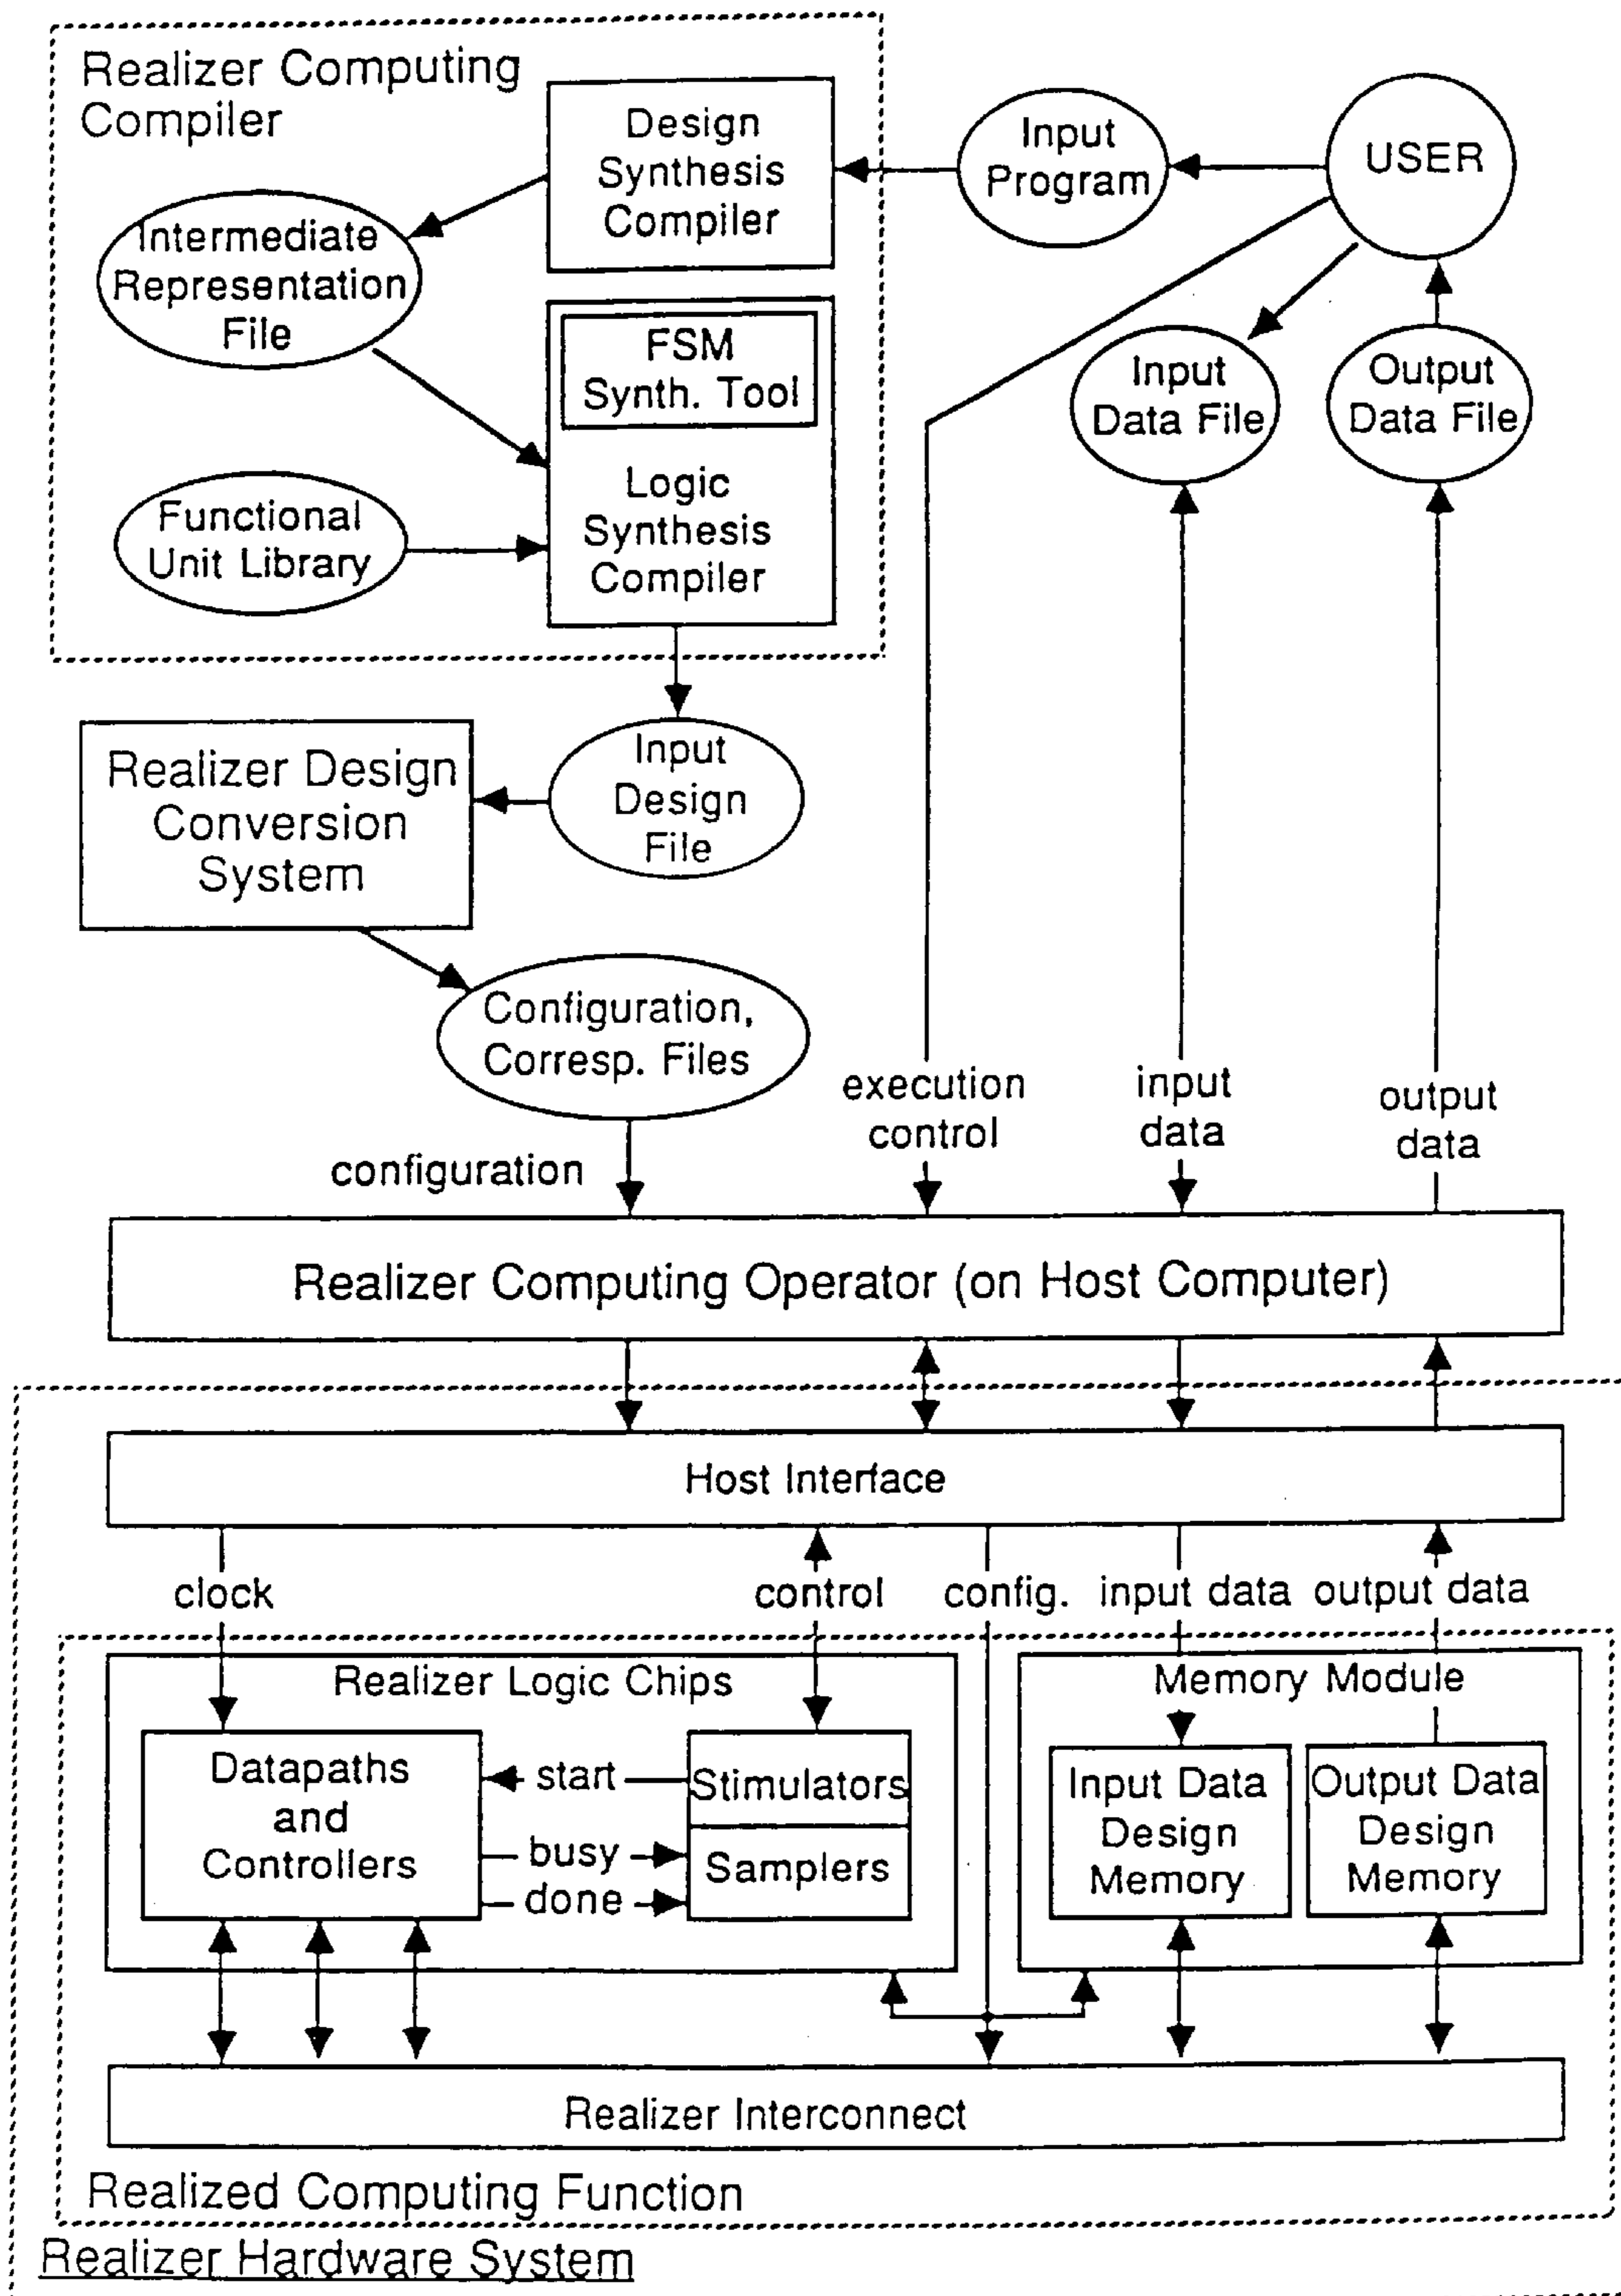 Realizer Computing
Compiler
Design
Synthesis
Compiler
Input
Program
USER
Intermediate
Representation
File
FSM
Synth. Tool
Logic
Synthesis
Compiler
Functional
Unit Library
Input
Data File
Output
Data File
Realizer Design
Conversion
System
Input
Design
File
Configuration,
Corresp. Files
configuration
execution
control
input
data
output
data
Realizer Computing Operator (on Host Computer)
Host Interface
clock
control
config.
input data
output data
Realizer Logic Chips
Memory Module
Datapaths
and
Controllers
start
busy
done
Stimulators
Samplers
Input Data
Design
Memory
Output Data
Design
Memory
Realizer Interconnect
Realized Computing Function
Realizer Hardware System